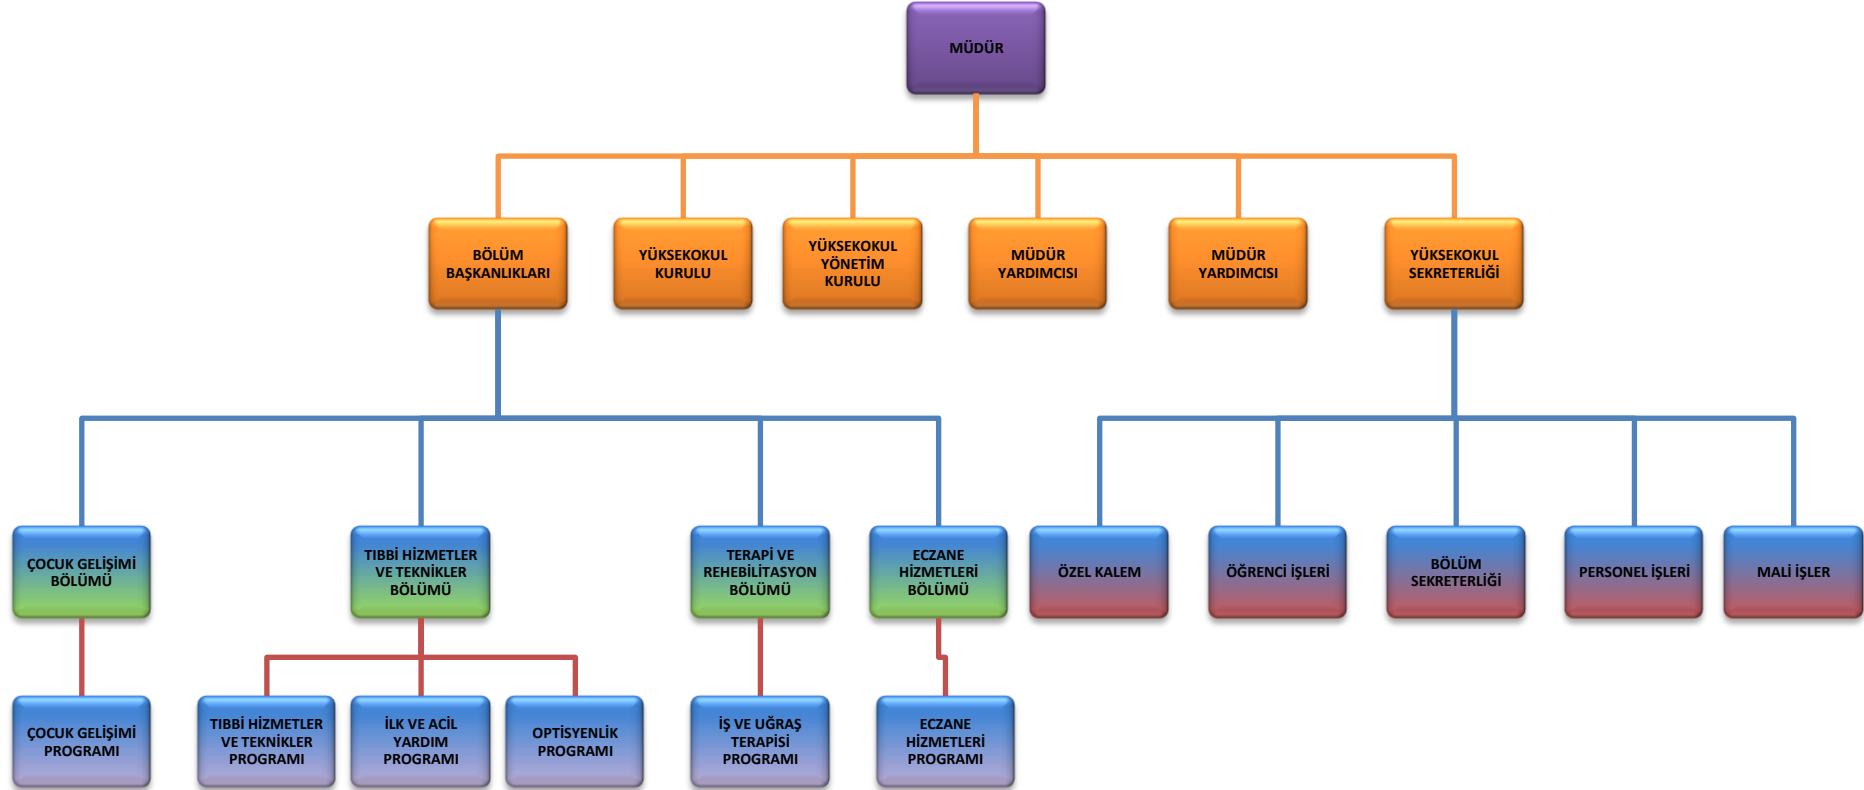 MÜDÜR
BÖLÜM
BAŞKANLIKLARI
YÜKSEKOKUL
KURULU
YÜKSEKOKUL
YÖNETİM
KURULU
MÜDÜR
YARDIMCISI
MÜDÜR
YARDIMCISI
YÜKSEKOKUL
SEKRETERLİĞİ
ÇOCUK GELİŞİMİ
BÖLÜMÜ
TIBBİ HİZMETLER
VE TEKNİKLER
BÖLÜMÜ
TERAPİ VE
REHEBİLİTASYON
BÖLÜMÜ
ECZANE
HİZMETLERİ
BÖLÜMÜ
ÖZEL KALEM
ÖĞRENCİ İŞLERİ
BÖLÜM
SEKRETERLİĞİ
PERSONEL İŞLERİ
MALİ İŞLER
ÇOCUK GELİŞİMİ
PROGRAMI
TIBBİ HİZMETLER
VE TEKNİKLER
PROGRAMI
İLK VE ACİL
YARDIM
PROGRAMI
OPTİSYENLİK
PROGRAMI
İŞ VE UĞRAŞ
TERAPİSİ
PROGRAMI
ECZANE
HİZMETLERİ
PROGRAMI